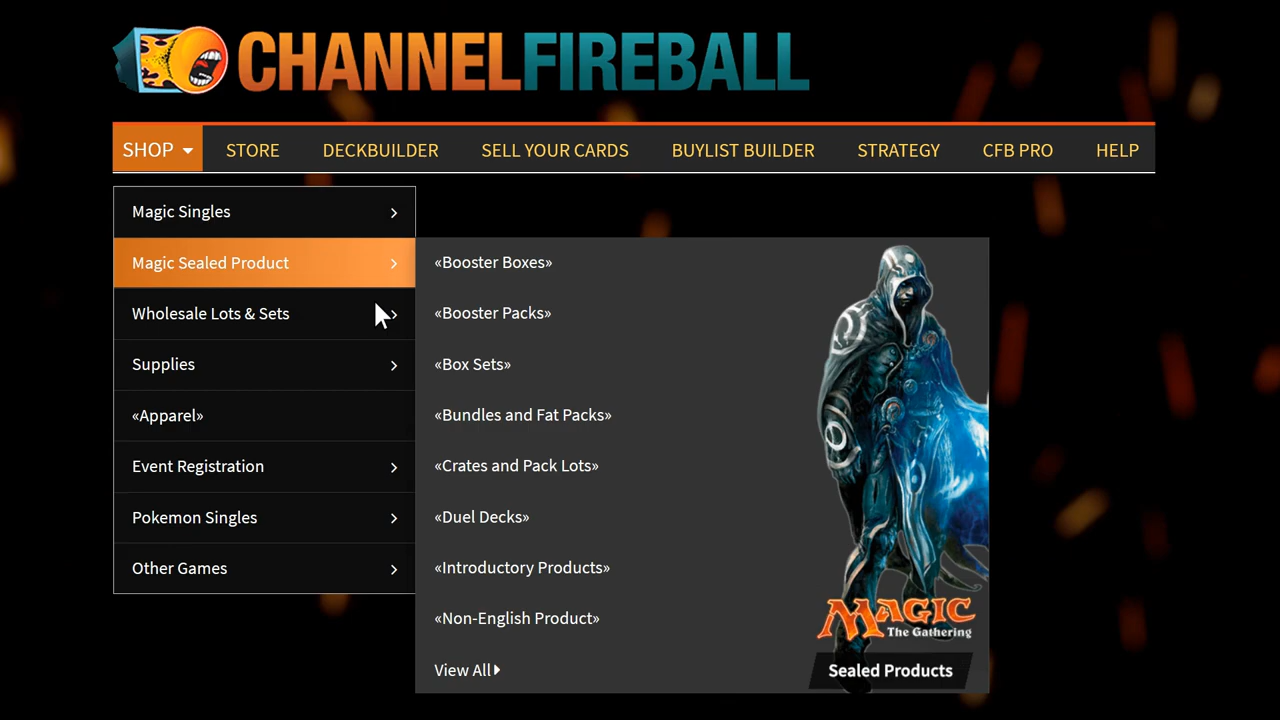 CHANNELFIREBALL
SHOP STORE DECKBUILDER SELL YOUR CARDS BUYLIST BUILDER STRATEGY CFB PRO HELP
Magic Singles
Magic Sealed Product
Wholesale Lots & Sets
Supplies
«Apparel»
Event Registration
Pokemon Singles
Other Games
«Booster Boxes»
«Booster Packs»
«Box Sets»
«Bundles and Fat Packs»
«Crates and Pack Lots»
«Duel Decks»
«Introductory Products»
«Non-English Product»
View All
MAGIC
The Gathering
Sealed Products